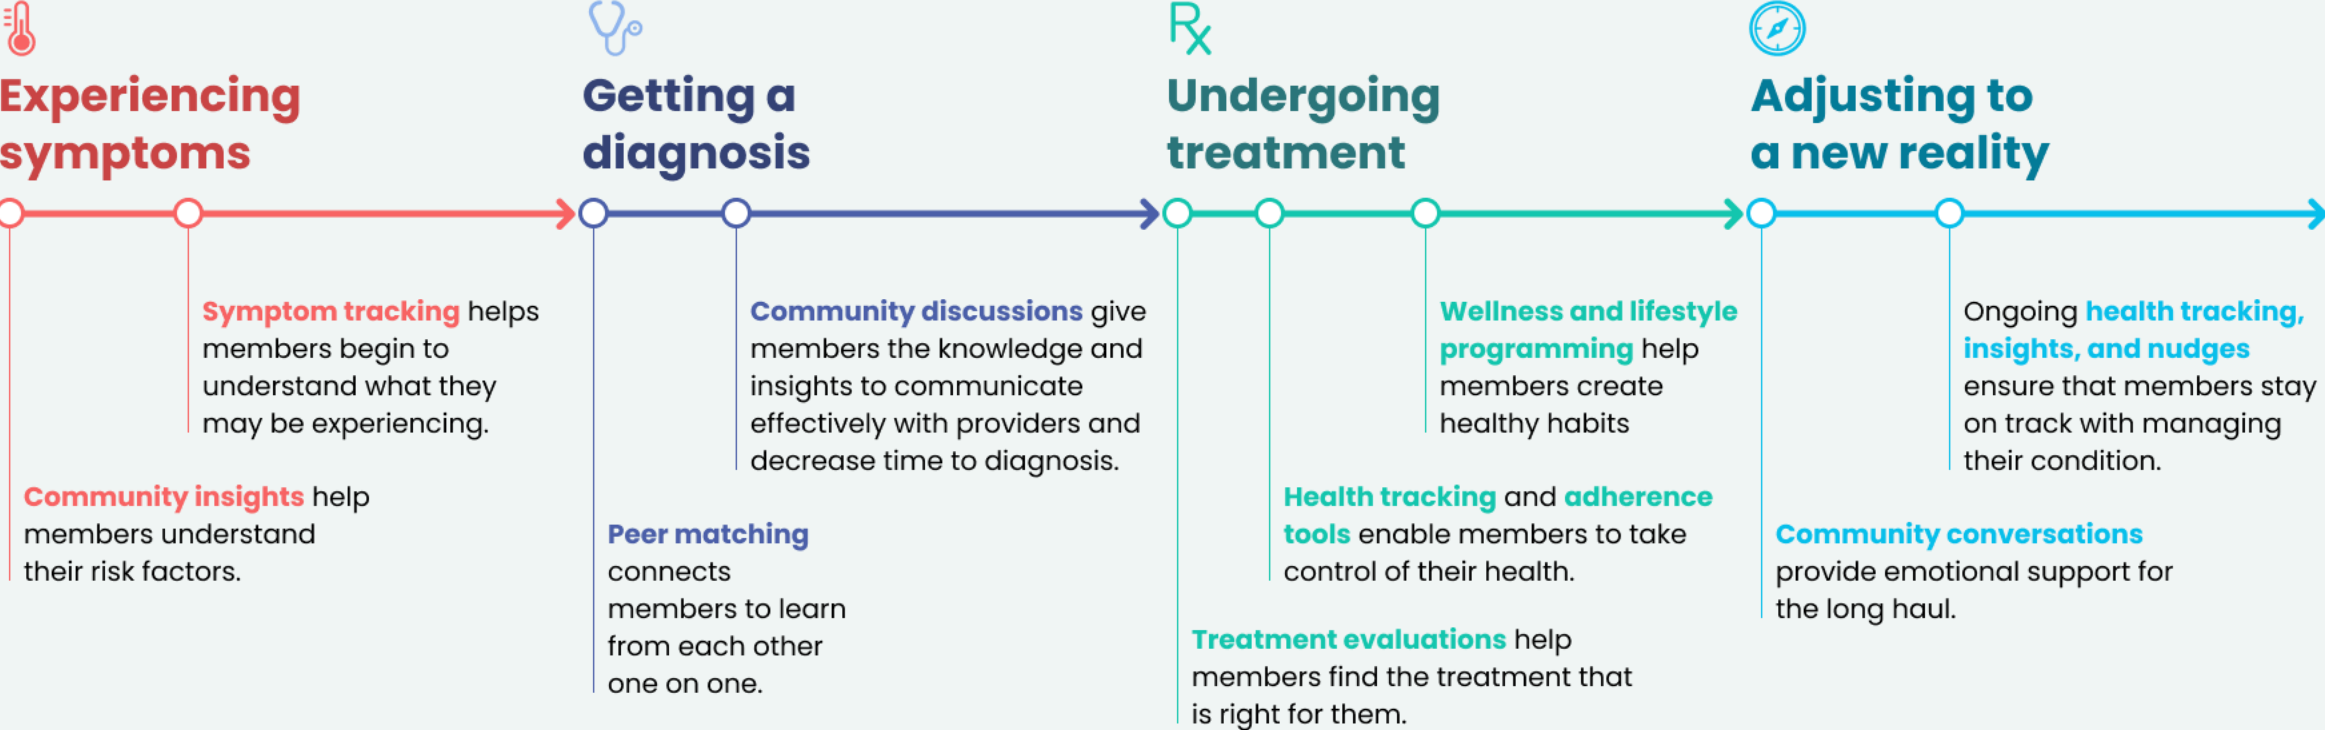 Experiencing
symptoms
Symptom tracking helps
members begin to
understand what they
may be experiencing.
Community insights help
members understand
their risk factors.
Getting a
diagnosis
Community discussions give
members the knowledge and
insights to communicate
effectively with providers and
decrease time to diagnosis.
Peer matching
connects
members to learn
from each other
one on one.
Rx
Undergoing
treatment
Wellness and lifestyle
programming help
members create
healthy habits
Health tracking and adherence
tools enable members to take
control of their health.
Treatment evaluations help
members find the treatment that
is right for them.
Adjusting to
a new reality
Ongoing health tracking,
insights, and nudges
ensure that members stay
on track with managing
their condition.
Community conversations
provide emotional support for
the long haul.